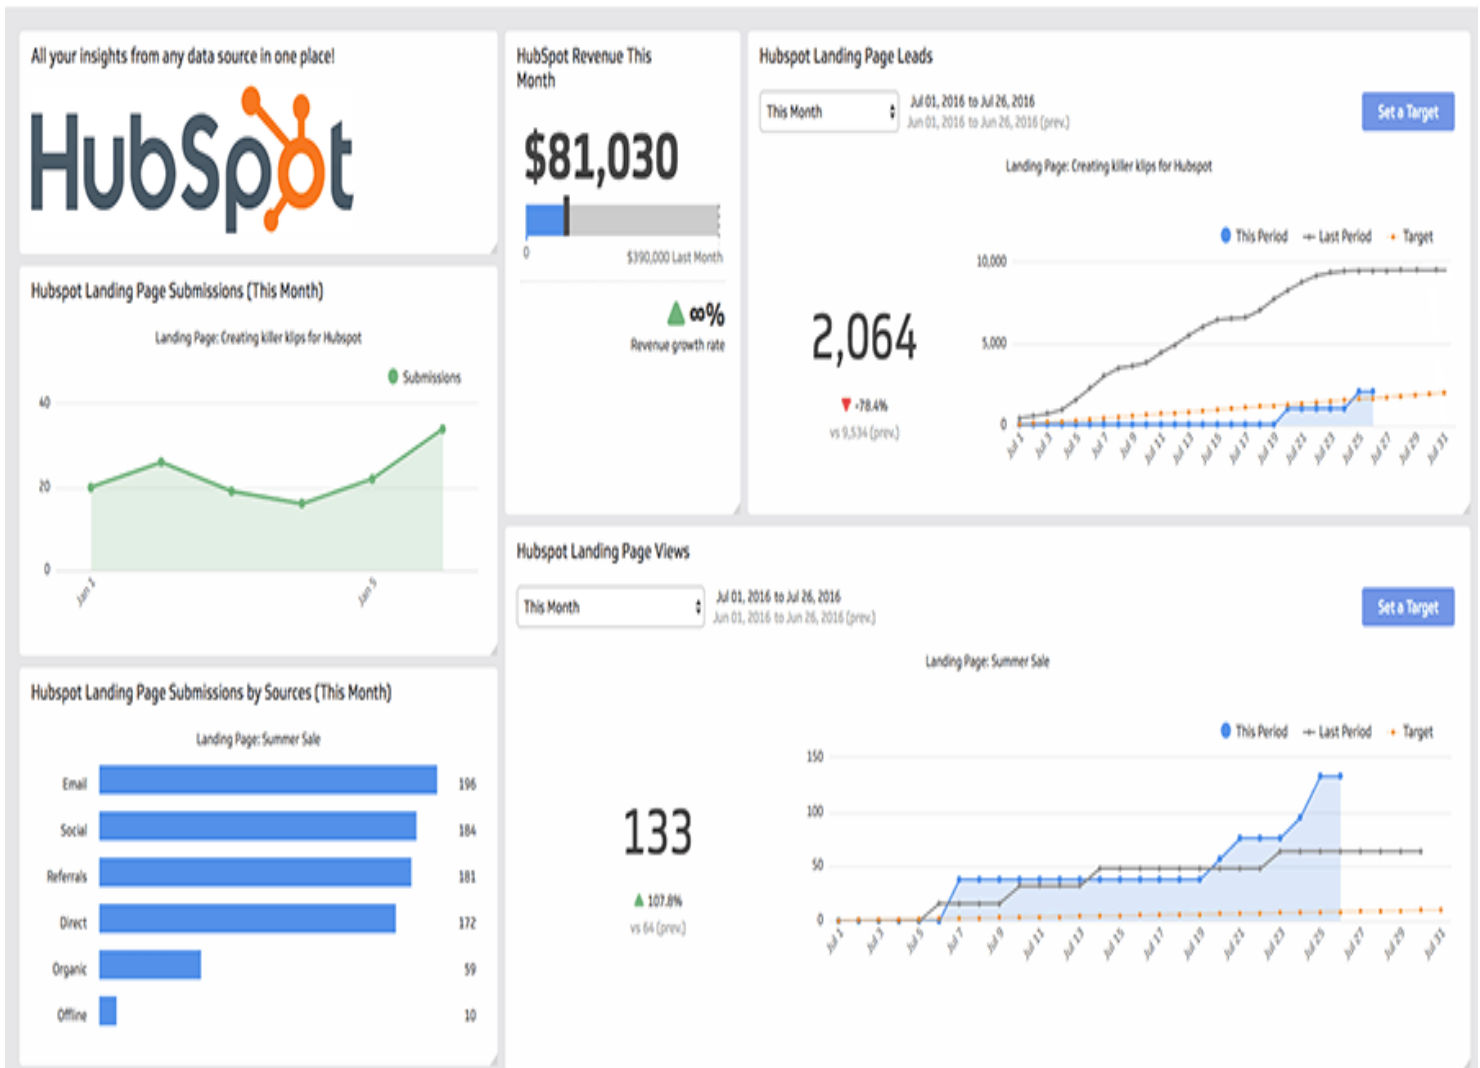 All your insights from any data source in one place!
HubSpot
Hubspot Landing Page Submissions (This Month)
Landing Page: Creating killer klips for Hubspot
Submissions
40
20
0
Jan 1
Jan 5
Hubspot Landing Page Submissions by Sources (This Month)
Landing Page: Summer Sale
Email 196
Social 184
Referrals 181
Direct 172
Organic 59
Offline 10
HubSpot Revenue This
Month
$81,030
0
$390,000 Last Month
▲ ∞%
Revenue growth rate
Hubspot Landing Page Leads
This Month
Jul 01, 2016 to Jul 26, 2016
Jun 01, 2016 to Jun 26, 2016 (prev.)
Set a Target
Landing Page: Creating killer klips for Hubspot
This Period Last Period Target
2,064
▼ -78.4%
vs 9,534 (prev.)
10,000
5,000
0
Jul 1 Jul 3 Jul 5 Jul 7 Jul 9 Jul 11 Jul 13 Jul 15 Jul 17 Jul 19 Jul 21 Jul 23 Jul 25 Jul 27 Jul 29 Jul 31
Hubspot Landing Page Views
This Month
Jul 01, 2016 to Jul 26, 2016
Jun 01, 2016 to Jun 26, 2016 (prev.)
Set a Target
Landing Page: Summer Sale
This Period Last Period Target
133
▲ 107.8%
vs 64 (prev.)
150
100
50
0
Jul 1 Jul 3 Jul 5 Jul 7 Jul 9 Jul 11 Jul 13 Jul 15 Jul 17 Jul 19 Jul 21 Jul 23 Jul 25 Jul 27 Jul 29 Jul 31